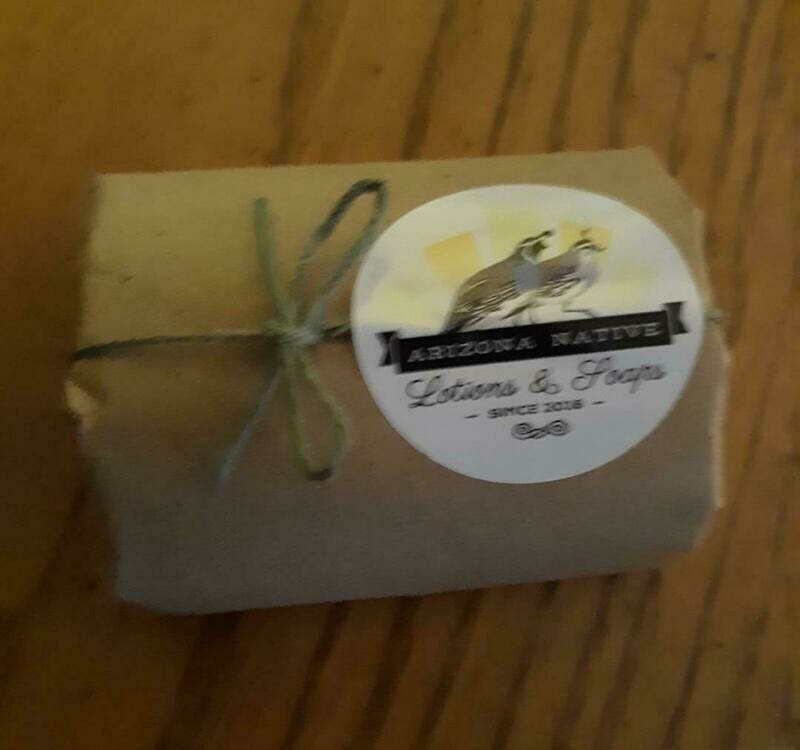 ARIZONA NATIVE
Lotions & Soaps
- SINCE 2016 -